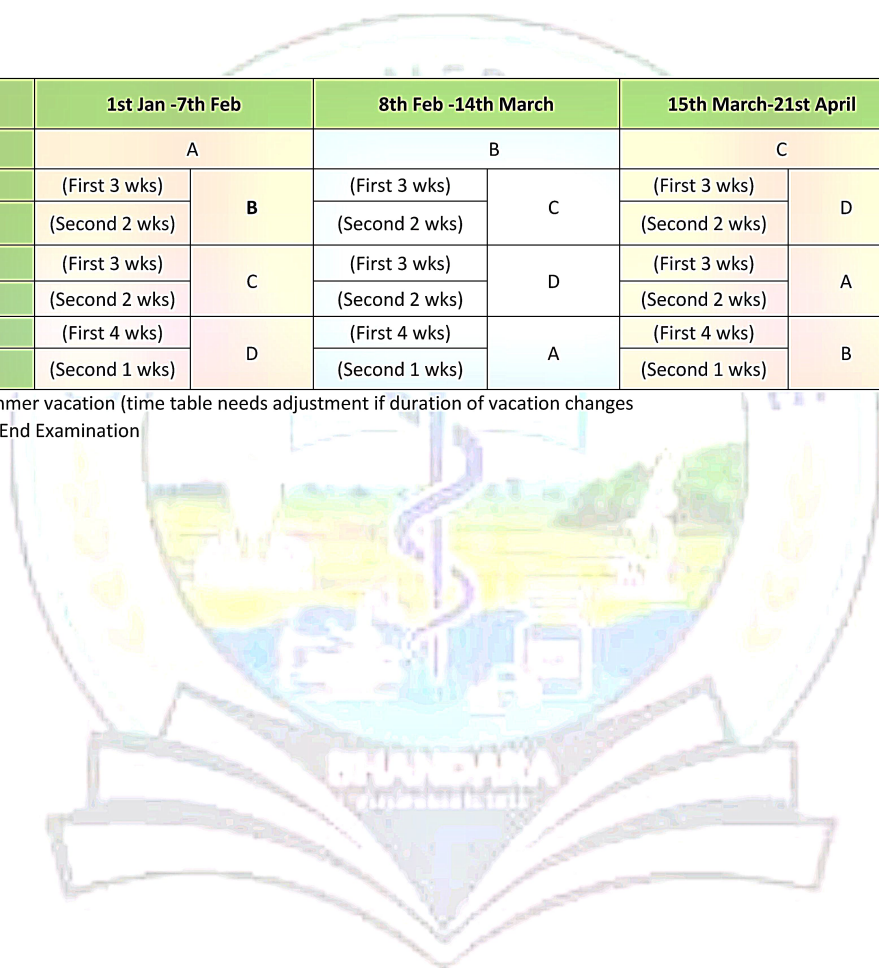 1st Jan -7th Feb 8th Feb -14th March 15th March-21st April
A B C
(First 3 wks) B (First 3 wks) C (First 3 wks) D
(Second 2 wks) (Second 2 wks) (Second 2 wks)
(First 3 wks) C (First 3 wks) D (First 3 wks) A
(Second 2 wks) (Second 2 wks) (Second 2 wks)
(First 4 wks) D (First 4 wks) A (First 4 wks) B
(Second 1 wks) (Second 1 wks) (Second 1 wks)
vacation (time table needs adjustment if duration of vacation changes
End Examination
BHANDARA